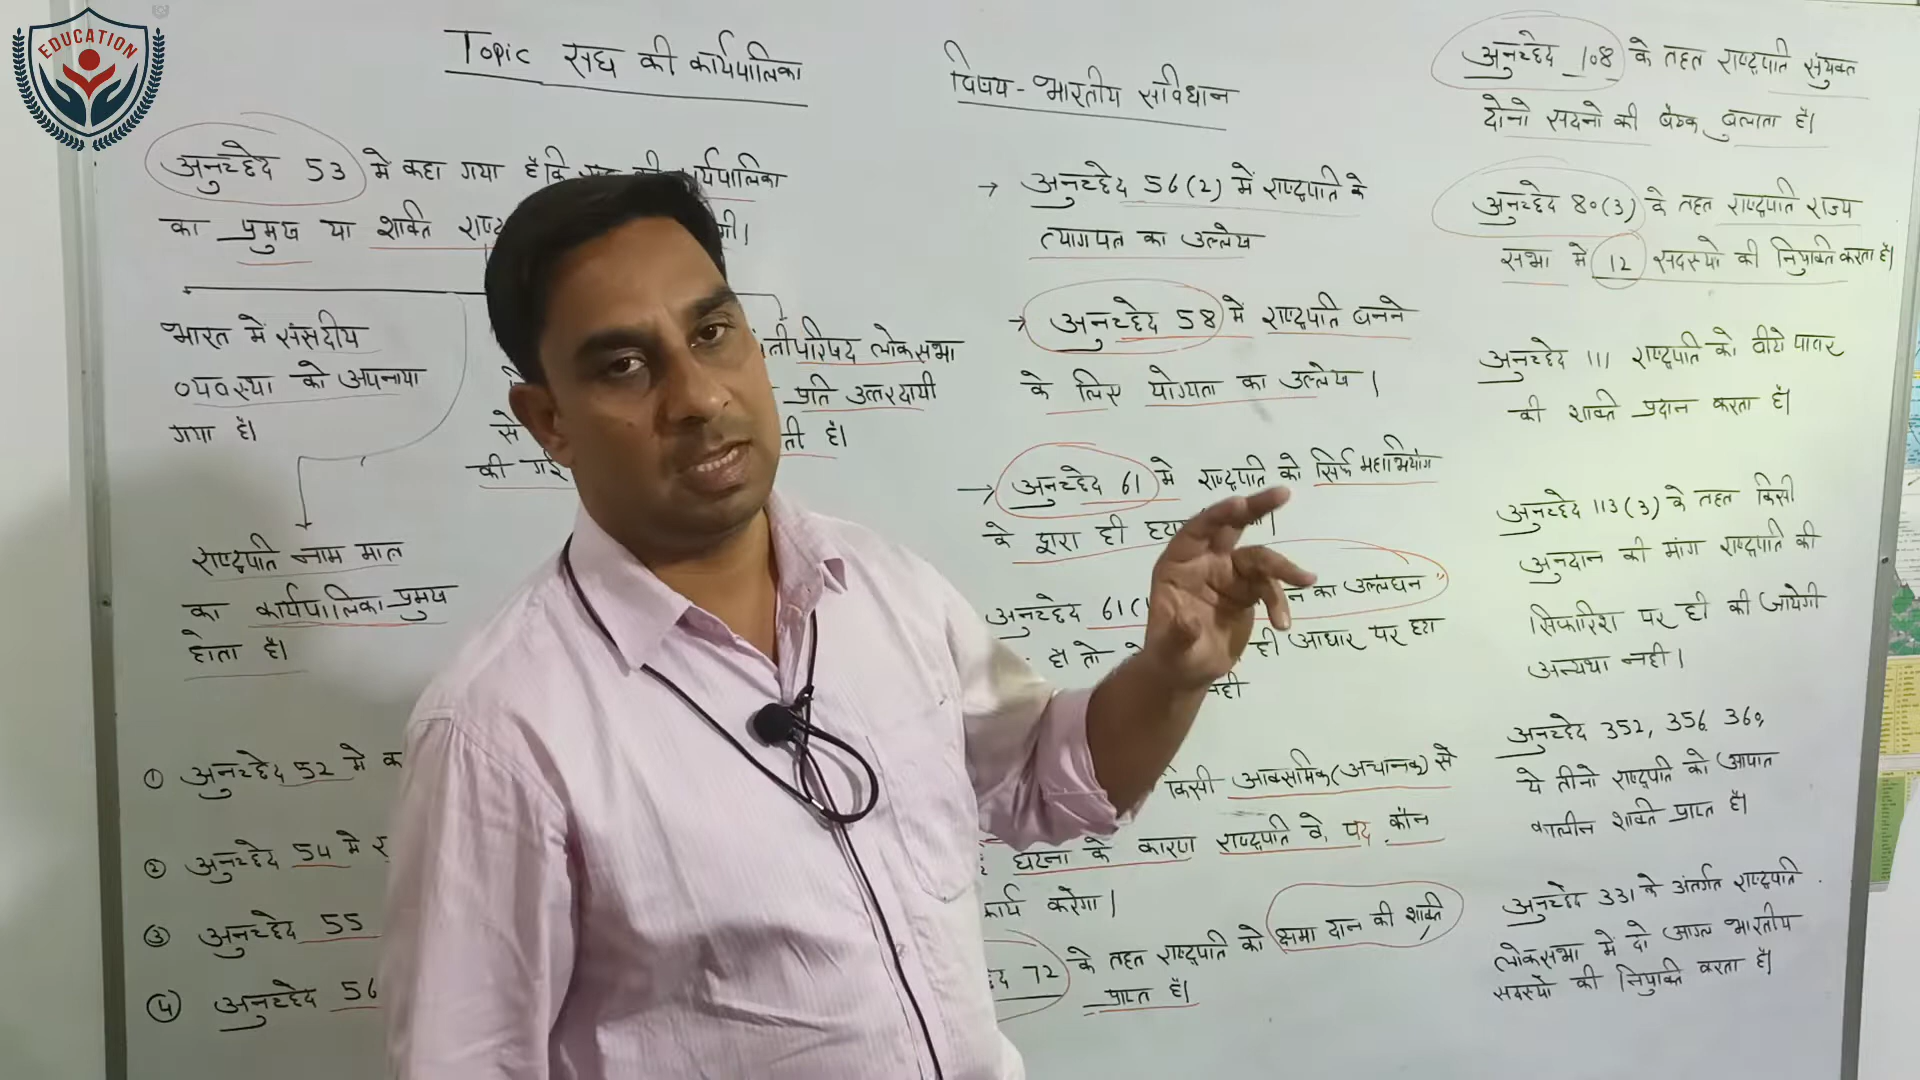 EDUCATION
Topic संघ की कार्यपालिका
विषय - भारतीय संविधान
अनुच्छेद 53 में कहा गया है कि की कार्यपालिका
का प्रमुख या शक्ति
भारत में संसदीय
व्यवस्था को अपनाया
गया है।
राष्ट्रपति नाम मात्र
का कार्यपालिका प्रमुख
होता है।
लोकसभा
प्रति उत्तरदायी
है।
से
की गई
① अनुच्छेद 52 में
② अनुच्छेद 54 में
③ अनुच्छेद 55
④ अनुच्छेद 56
→ अनुच्छेद 56(2) में राष्ट्रपति के
त्यागपत्र का उल्लेख
→ अनुच्छेद 58 में राष्ट्रपति बनने
के लिए योग्यता का उल्लेख।
→ अनुच्छेद 61 में राष्ट्रपति को सिर्फ महाभियोग
के द्वारा ही
अनुच्छेद 61( का उल्लंघन"
हो तो ही आधार पर हटा
नही
किसी आक्समिक(अचानक) से
घटना के कारण राष्ट्रपति के पद कौन
कार्य करेगा।
72 के तहत राष्ट्रपति को क्षमा दान की शक्ति
प्राप्त है।
अनुच्छेद 108 के तहत राष्ट्रपति संयुक्त
दोनो सदनो की बैठक बुलाता है।
अनुच्छेद 80(3) के तहत राष्ट्रपति राज्य
सभा में 12 सदस्यो की नियुक्ति करता है।
अनुच्छेद 111 राष्ट्रपति को वीटो पावर
की शक्ति प्रदान करता है।
अनुच्छेद 113(3) के तहत किसी
अनुदान की मांग राष्ट्रपति की
सिफारिश पर ही की जायेगी
अन्यथा नही।
अनुच्छेद 352, 356, 360,
ये तीनो राष्ट्रपति को आपात
कालीन शक्ति प्राप्त है।
अनुच्छेद 331 के अंतर्गत राष्ट्रपति
लोकसभा में दो आंग्ल भारतीय
सदस्यो की नियुक्ति करता है।